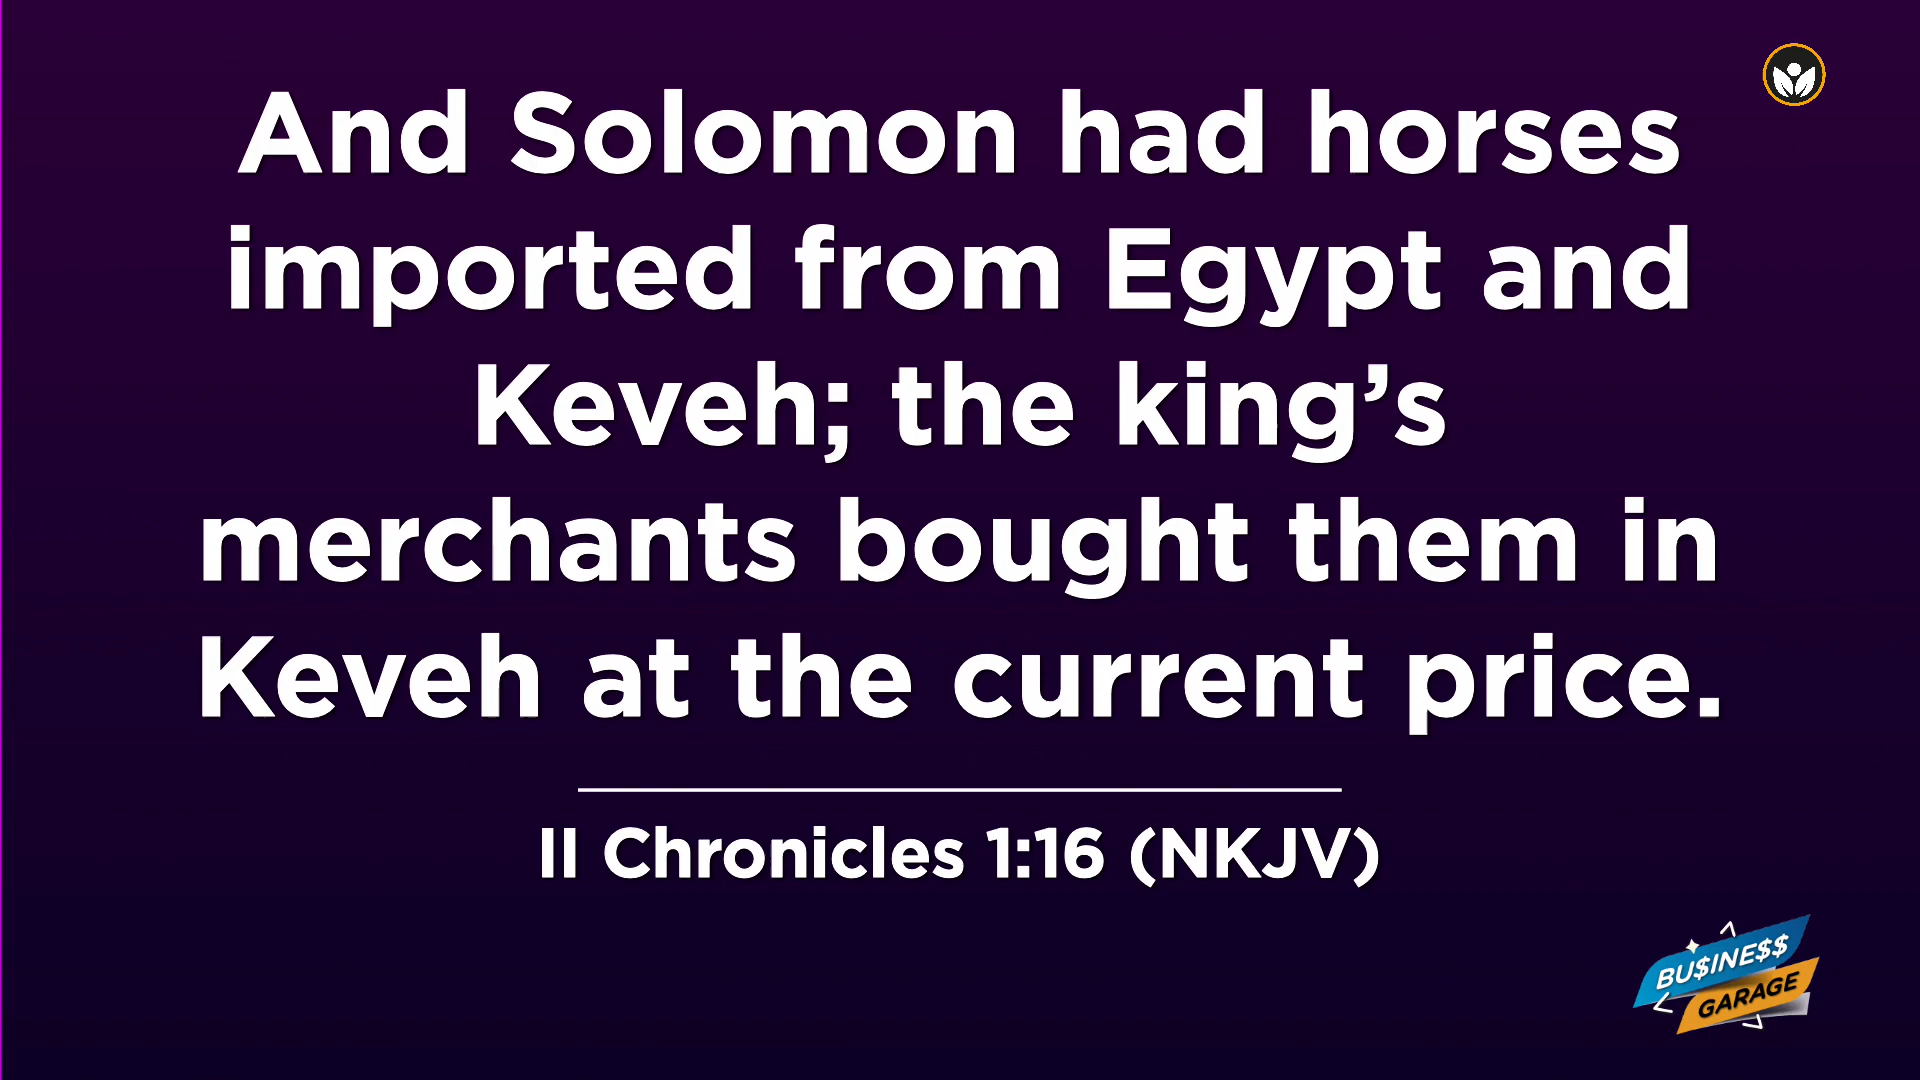 And Solomon had horses
imported from Egypt and
Keveh; the king’s
merchants bought them in
Keveh at the current price.
II Chronicles 1:16 (NKJV)
BU$INE$$
GARAGE